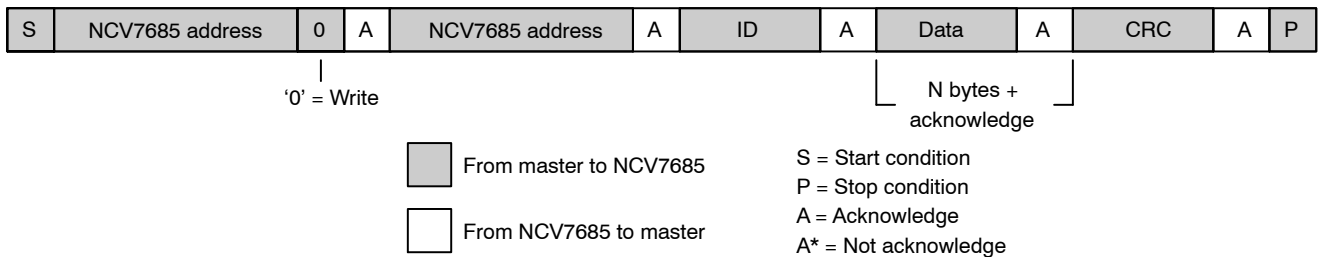 S NCV7685 address 0 A NCV7685 address A ID A Data A CRC A P
‘0’ = Write
N bytes +
acknowledge
From master to NCV7685
From NCV7685 to master
S = Start condition
P = Stop condition
A = Acknowledge
A* = Not acknowledge